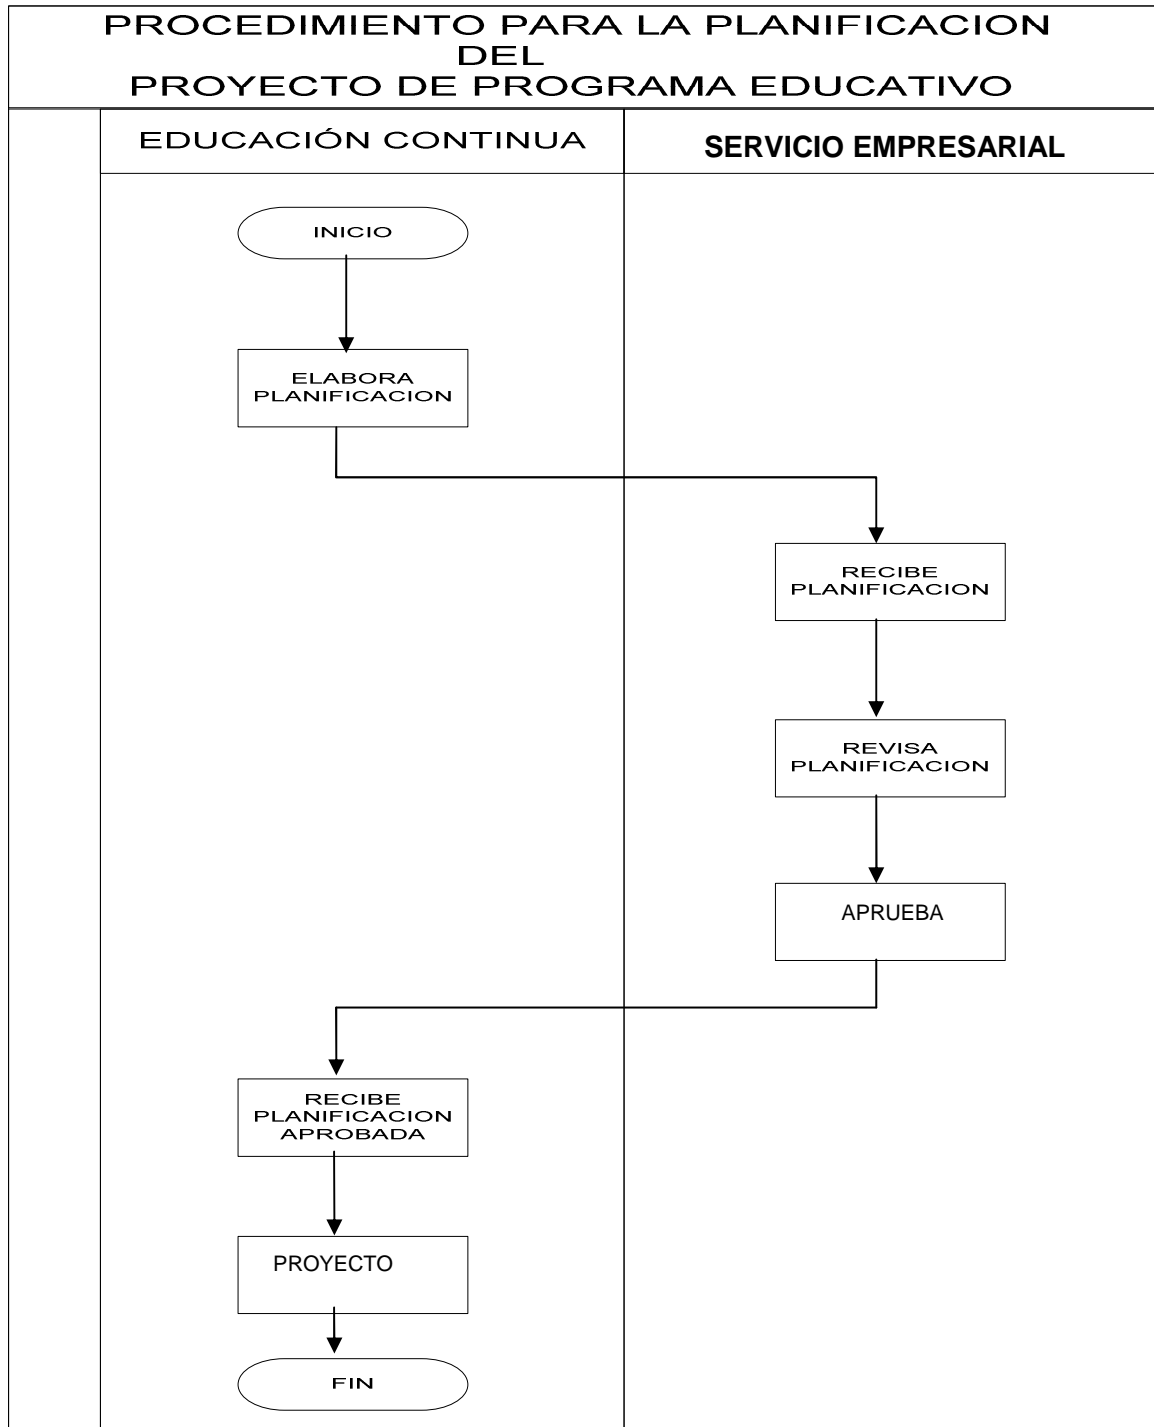 PROCEDIMIENTO PARA LA PLANIFICACION
DEL
PROYECTO DE PROGRAMA EDUCATIVO
EDUCACIÓN CONTINUA
SERVICIO EMPRESARIAL
INICIO
ELABORA
PLANIFICACION
RECIBE
PLANIFICACION
REVISA
PLANIFICACION
APRUEBA
RECIBE
PLANIFICACION
APROBADA
PROYECTO
FIN